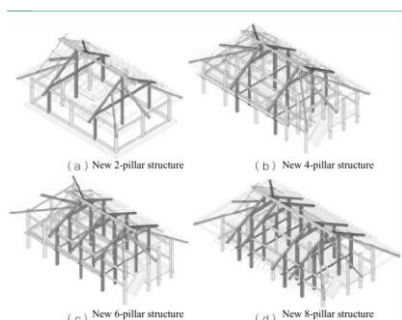 (a) New 2-pillar structure
(b) New 4-pillar structure
(c) New 6-pillar structure
(d) New 8-pillar structure